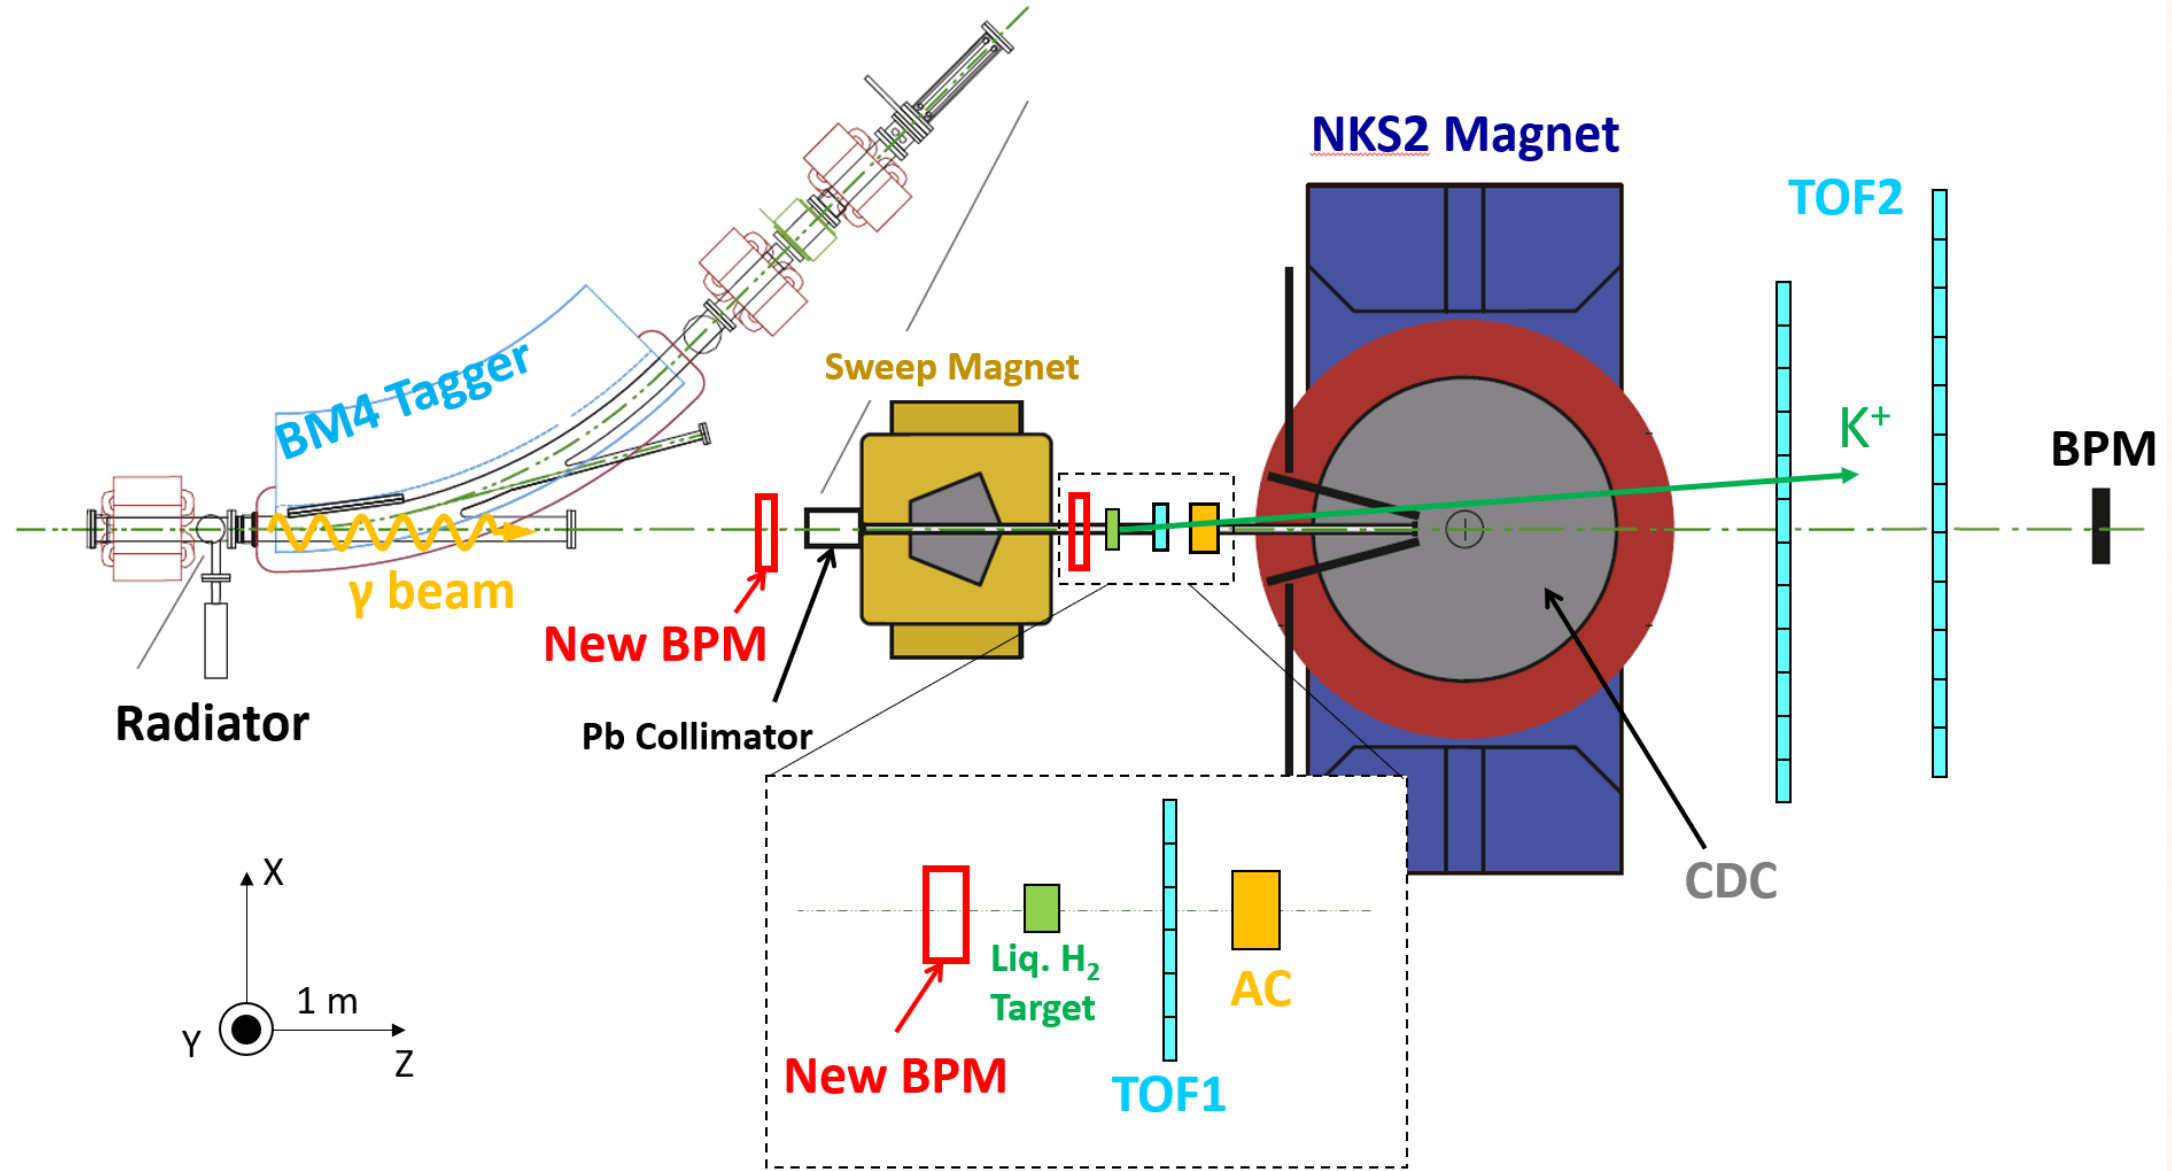 NKS2 Magnet
TOF2
BM4 Tagger
Sweep Magnet
K⁺
BPM
γ beam
New BPM
Radiator
Pb Collimator
CDC
X
1 m
Y
Z
Liq. H₂
Target
AC
New BPM
TOF1